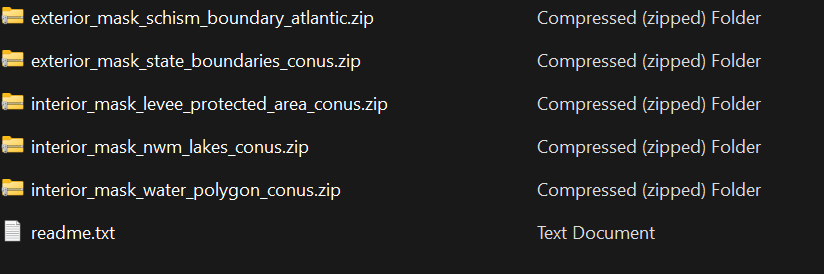 exterior_mask_schism_boundary_atlantic.zip Compressed (zipped) Folder
exterior_mask_state_boundaries_conus.zip Compressed (zipped) Folder
interior_mask_levee_protected_area_conus.zip Compressed (zipped) Folder
interior_mask_nwm_lakes_conus.zip Compressed (zipped) Folder
interior_mask_water_polygon_conus.zip Compressed (zipped) Folder
readme.txt Text Document